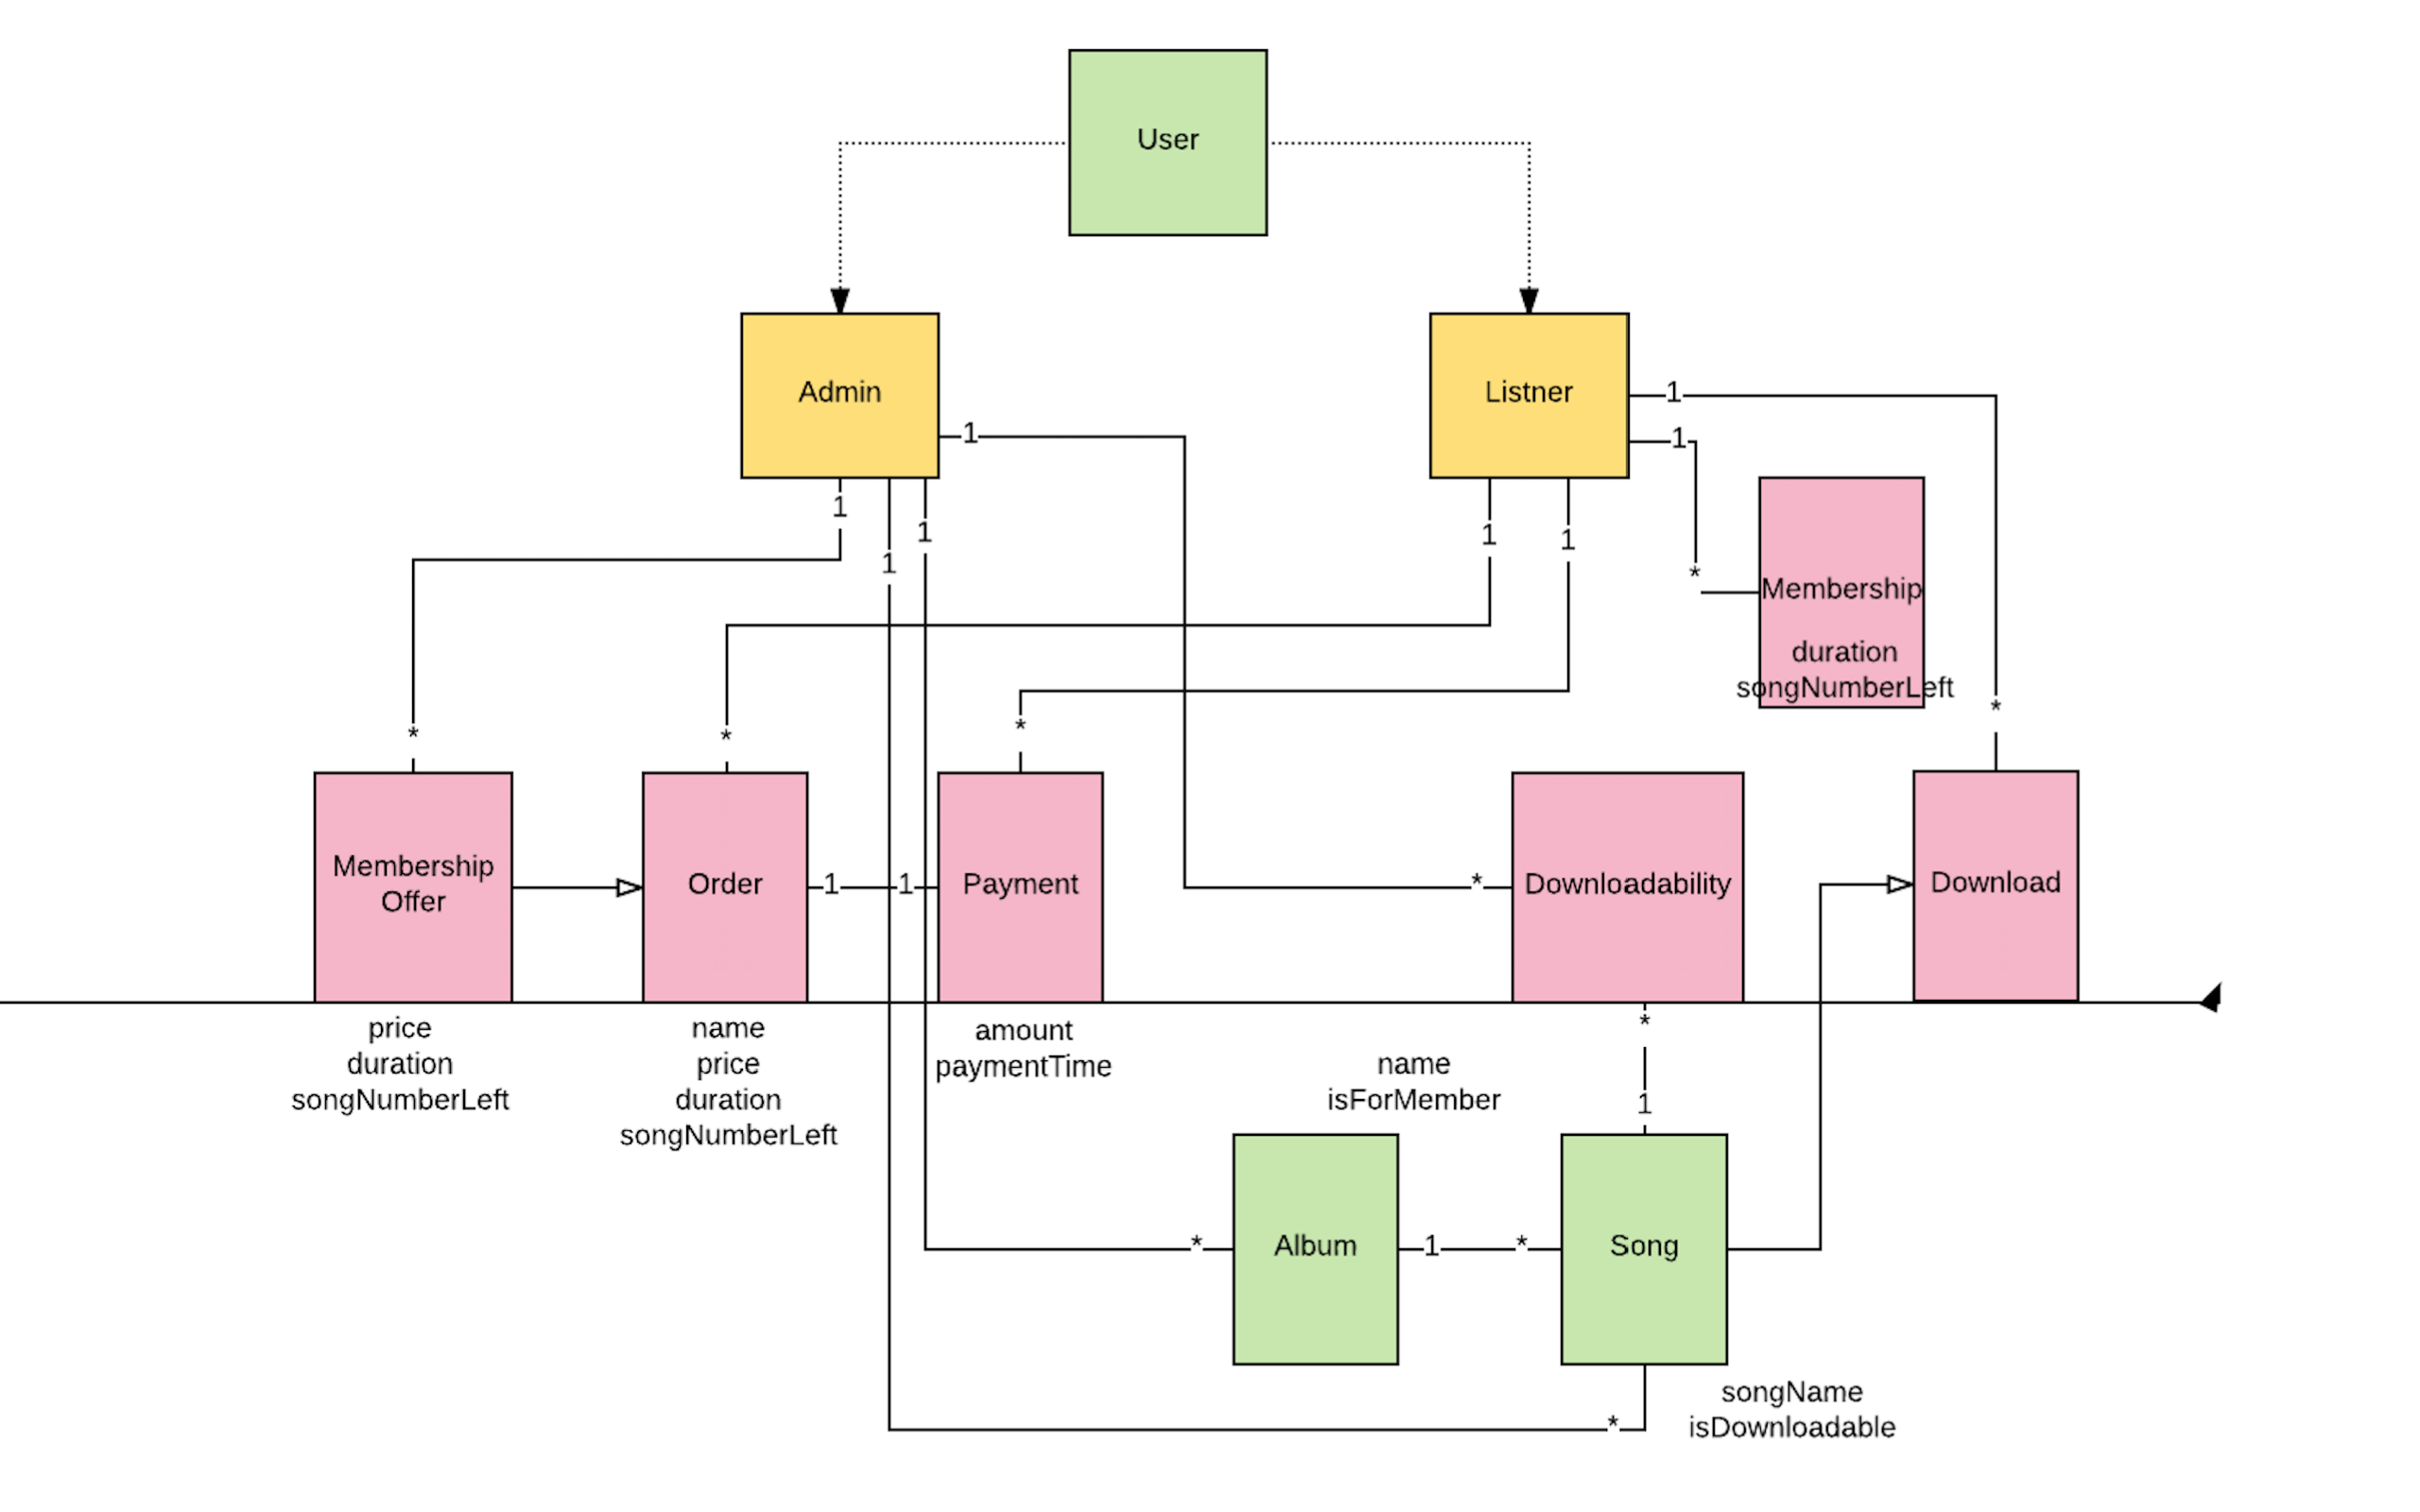 User
Admin
Listner
1
1
1
1
1
1
1
1
*
Membership
duration
songNumberLeft
*
*
*
*
Membership
Offer
Order
1
1
Payment
*
Downloadability
Download
price
duration
songNumberLeft
name
price
duration
songNumberLeft
amount
paymentTime
name
isForMember
*
1
*
Album
1
*
Song
songName
isDownloadable
*